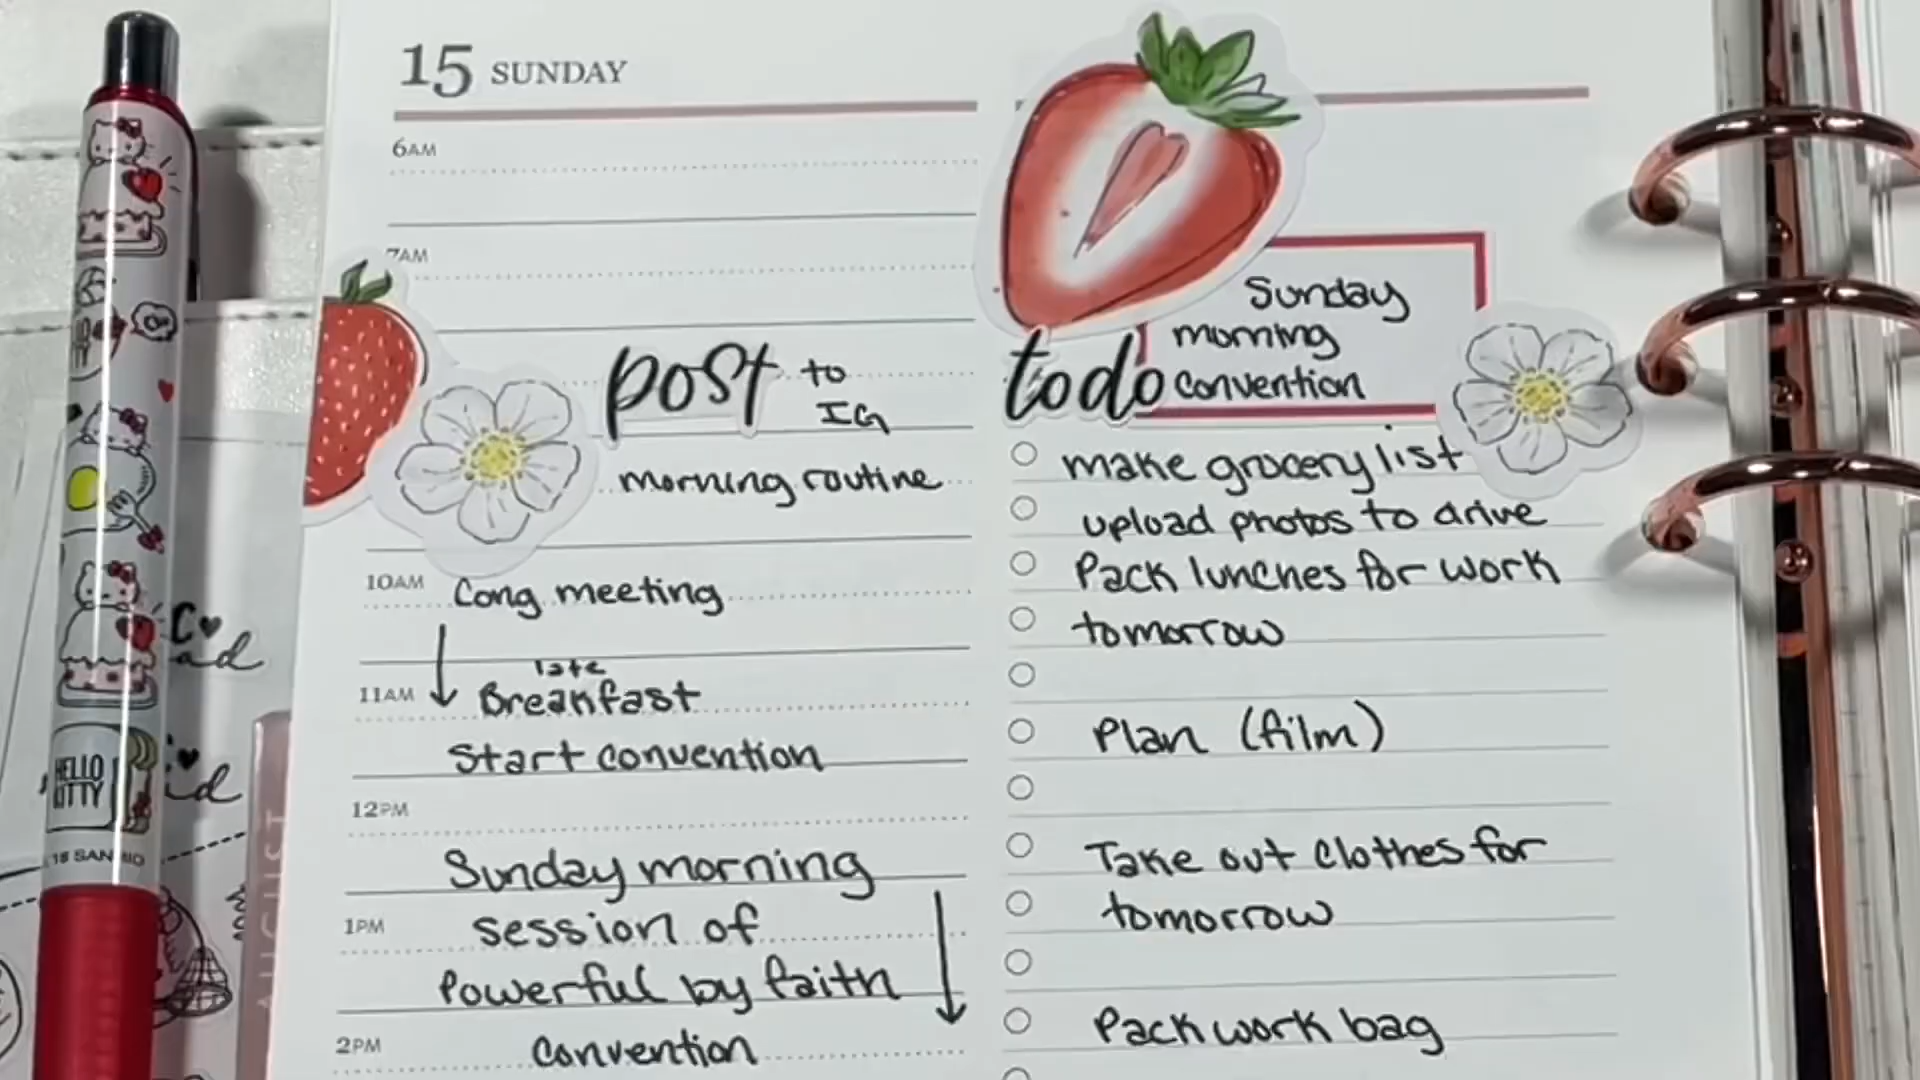 15 SUNDAY
6AM
7AM
post to
IG
morning routine
10AM Cong meeting
late
11AM Breakfast
Start convention
12PM
Sunday morning
1PM session of
Powerful by faith
2PM convention
Sunday
morning
todo convention
make grocery list
upload photos to drive
Pack lunches for work
tomorrow
Plan (film)
Take out clothes for
tomorrow
Pack work bag
HELLO
KITTY
AUGUST